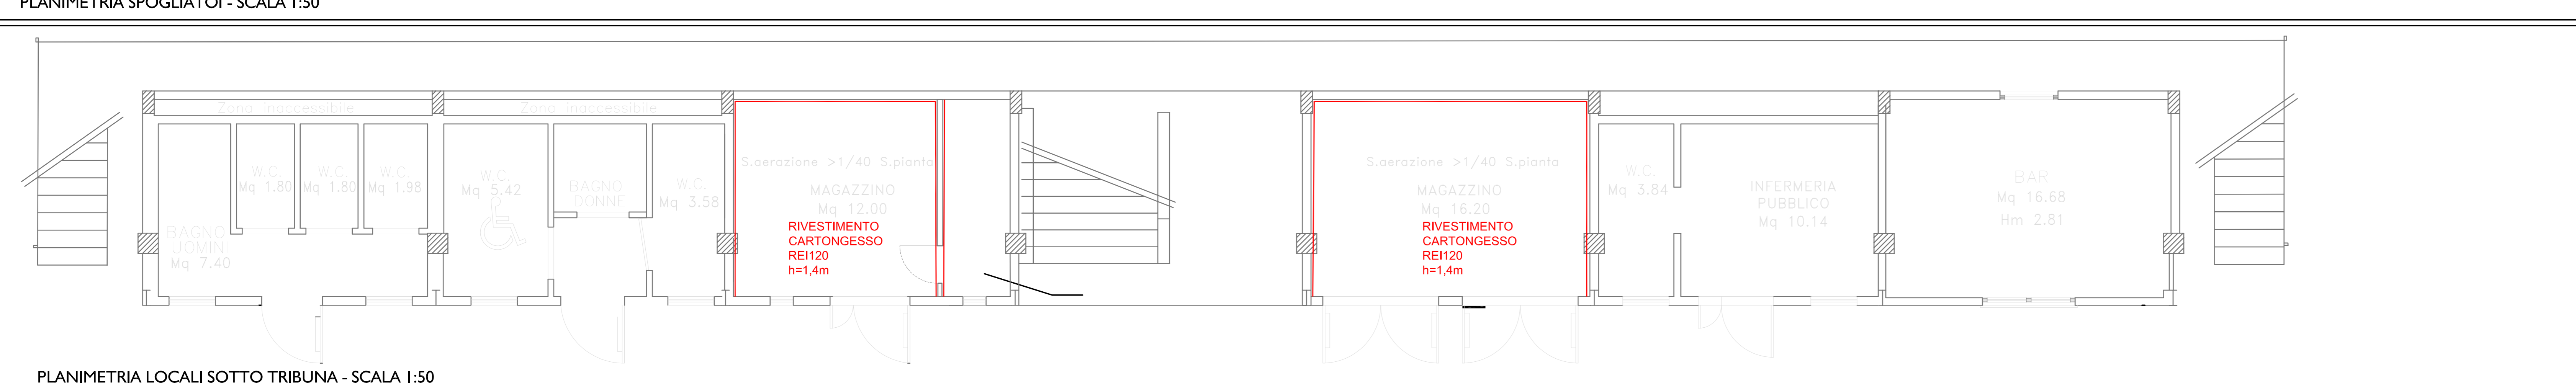 PLANIMETRIA SPOGLIATOI - SCALA 1:50
Zona inaccessibile
Zona inaccessibile
W.C.
Mq 1.80
W.C.
Mq 1.80
W.C.
Mq 1.98
BAGNO
UOMINI
Mq 7.40
W.C.
Mq 5.42
BAGNO
DONNE
W.C.
Mq 3.58
S.aerazione >1/40 S.pianta
MAGAZZINO
Mq 12.00
RIVESTIMENTO
CARTONGESSO
REI120
h=1,4m
S.aerazione >1/40 S.pianta
MAGAZZINO
Mq 16.20
RIVESTIMENTO
CARTONGESSO
REI120
h=1,4m
W.C.
Mq 3.84
INFERMERIA
PUBBLICO
Mq 10.14
BAR
Mq 16.68
Hm 2.81
PLANIMETRIA LOCALI SOTTO TRIBUNA - SCALA 1:50